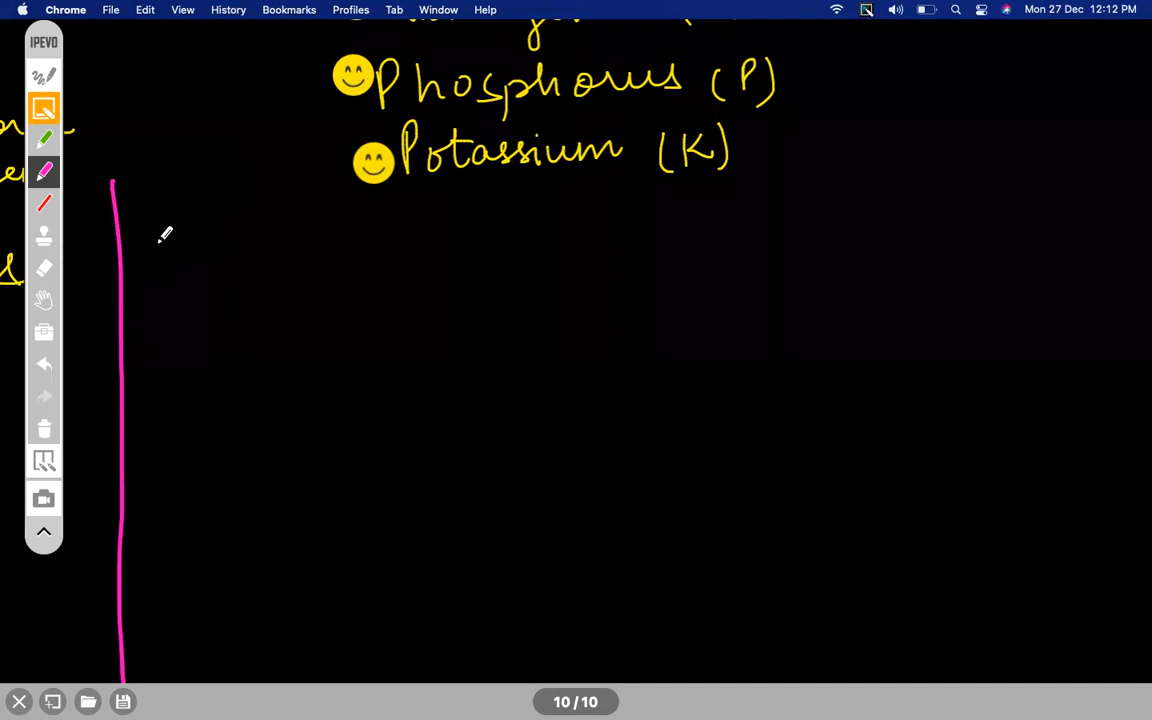 Chrome File Edit View History Bookmarks Profiles Tab Window Help Mon 27 Dec 12:12 PM
IPEVO
Phosphorus (P)
Potassium (K)
10 / 10